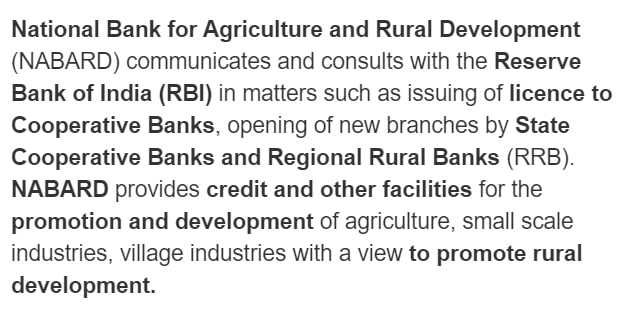 National Bank for Agriculture and Rural Development
(NABARD) communicates and consults with the Reserve
Bank of India (RBI) in matters such as issuing of licence to
Cooperative Banks, opening of new branches by State
Cooperative Banks and Regional Rural Banks (RRB).
NABARD provides credit and other facilities for the
promotion and development of agriculture, small scale
industries, village industries with a view to promote rural
development.